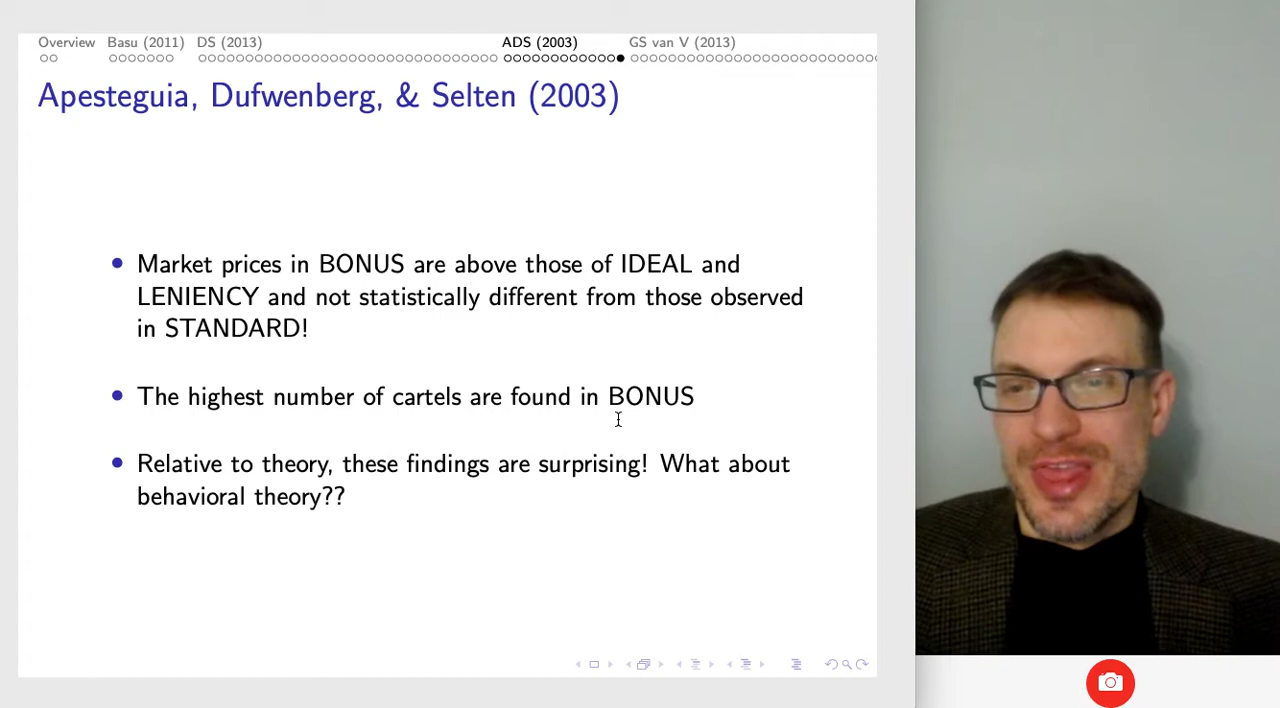 Overview Basu (2011) DS (2013) ADS (2003) GS van V (2013)
Apesteguia, Dufwenberg, & Selten (2003)
• Market prices in BONUS are above those of IDEAL and
LENIENCY and not statistically different from those observed
in STANDARD!
• The highest number of cartels are found in BONUS
• Relative to theory, these findings are surprising! What about
behavioral theory??